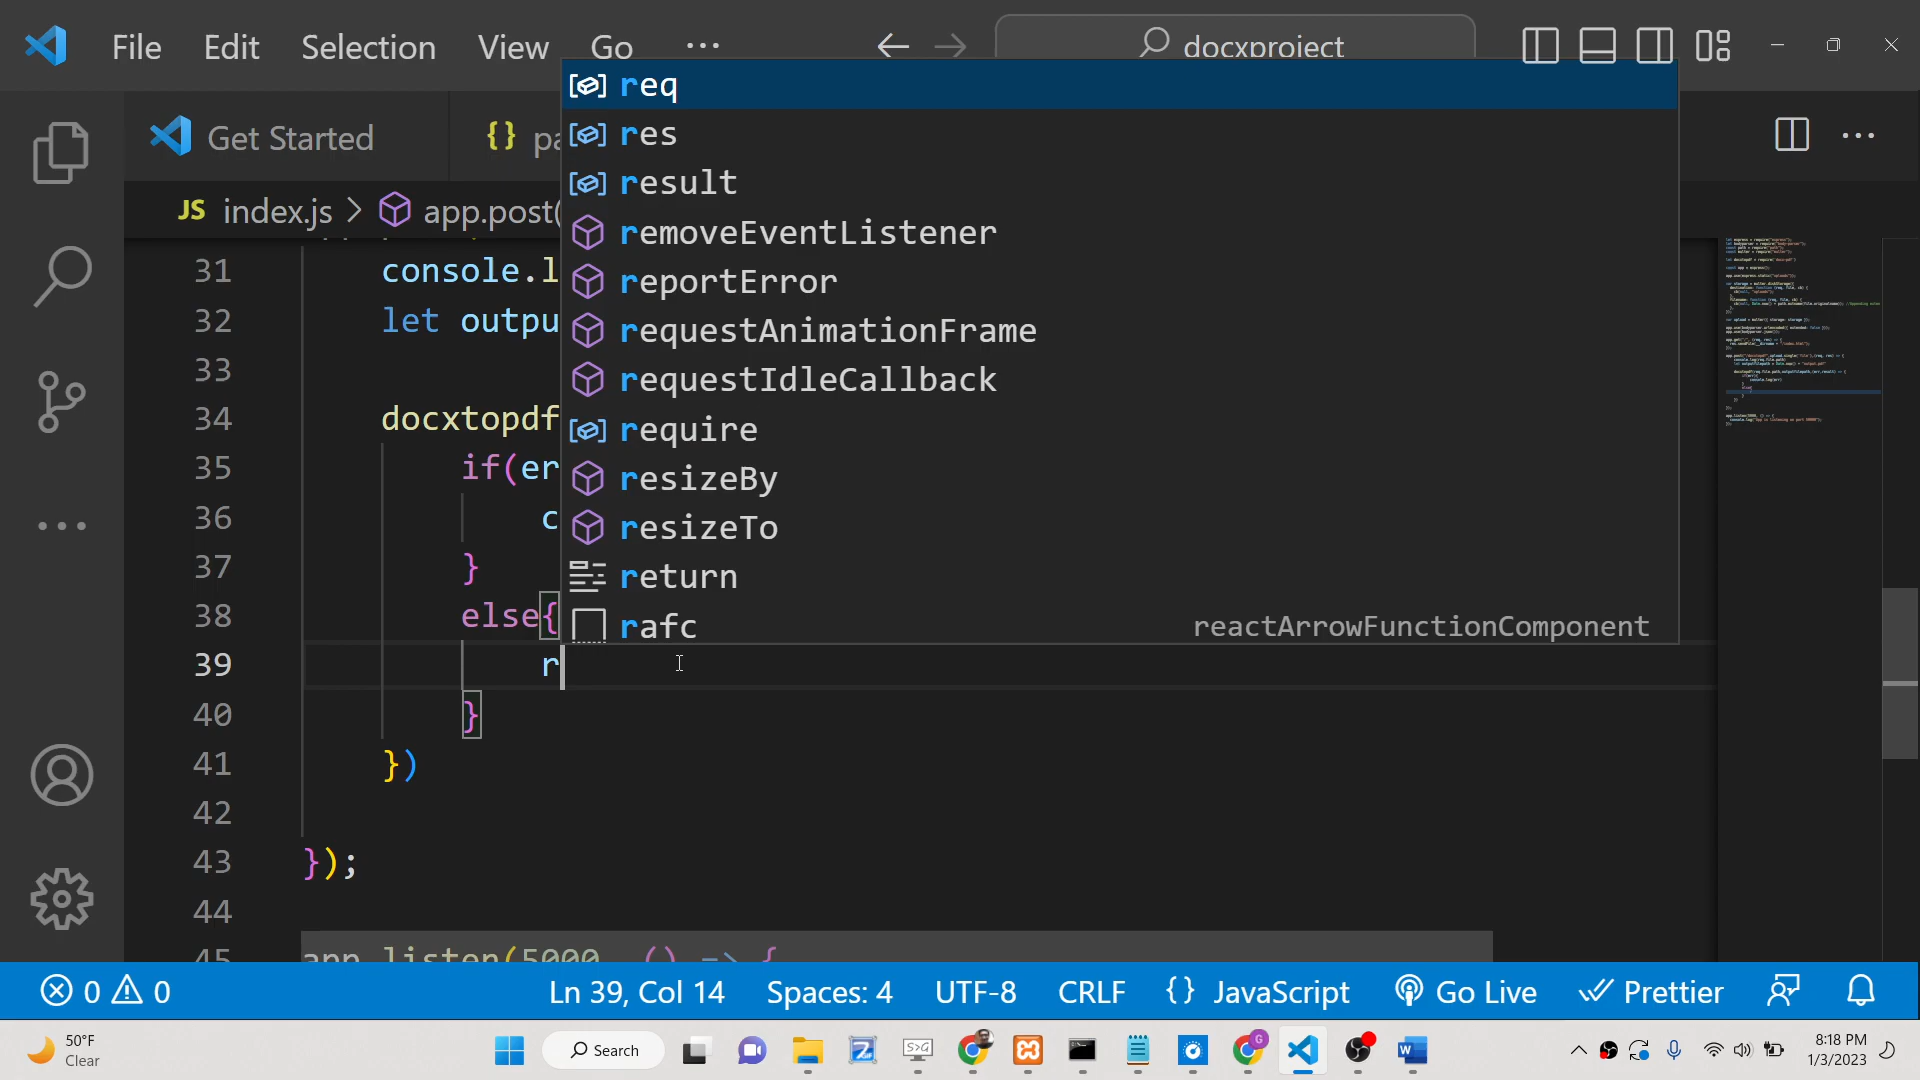 File Edit Selection View Go ... docxproject
Get Started {} pa
JS index.js > app.post(
req
res
result
removeEventListener
reportError
requestAnimationFrame
requestIdleCallback
require
resizeBy
resizeTo
return
rafc reactArrowFunctionComponent
31 console.l
32 let outpu
33
34 docxtopdf
35 if(er
36 c
37 }
38 else{
39 r
40 }
41 })
42
43 });
44
45 app.listen(5000, () => {
0 0 Ln 39, Col 14 Spaces: 4 UTF-8 CRLF {} JavaScript Go Live Prettier
50°F
Clear
Search
8:18 PM
1/3/2023